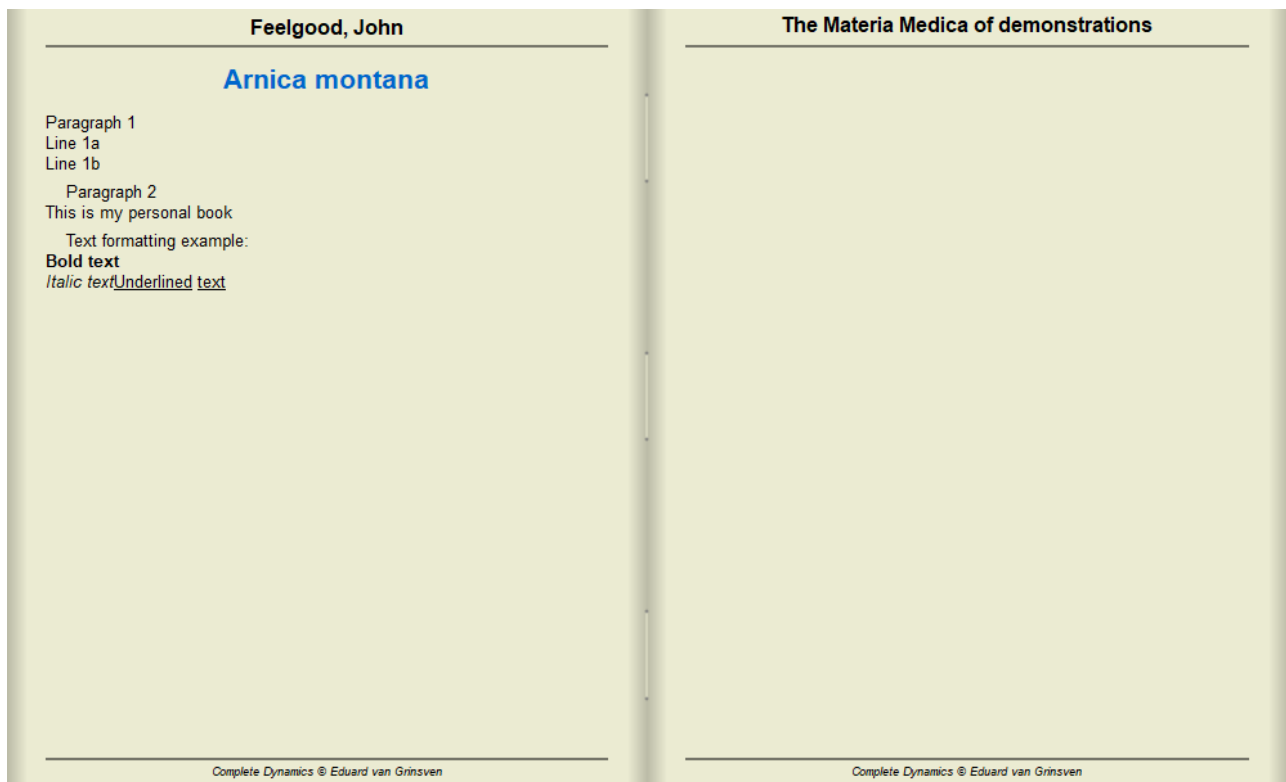 Feelgood, John
Arnica montana
Paragraph 1
Line 1a
Line 1b
Paragraph 2
This is my personal book
Text formatting example:
Bold text
Italic textUnderlined text
Complete Dynamics © Eduard van Grinsven
The Materia Medica of demonstrations
Complete Dynamics © Eduard van Grinsven